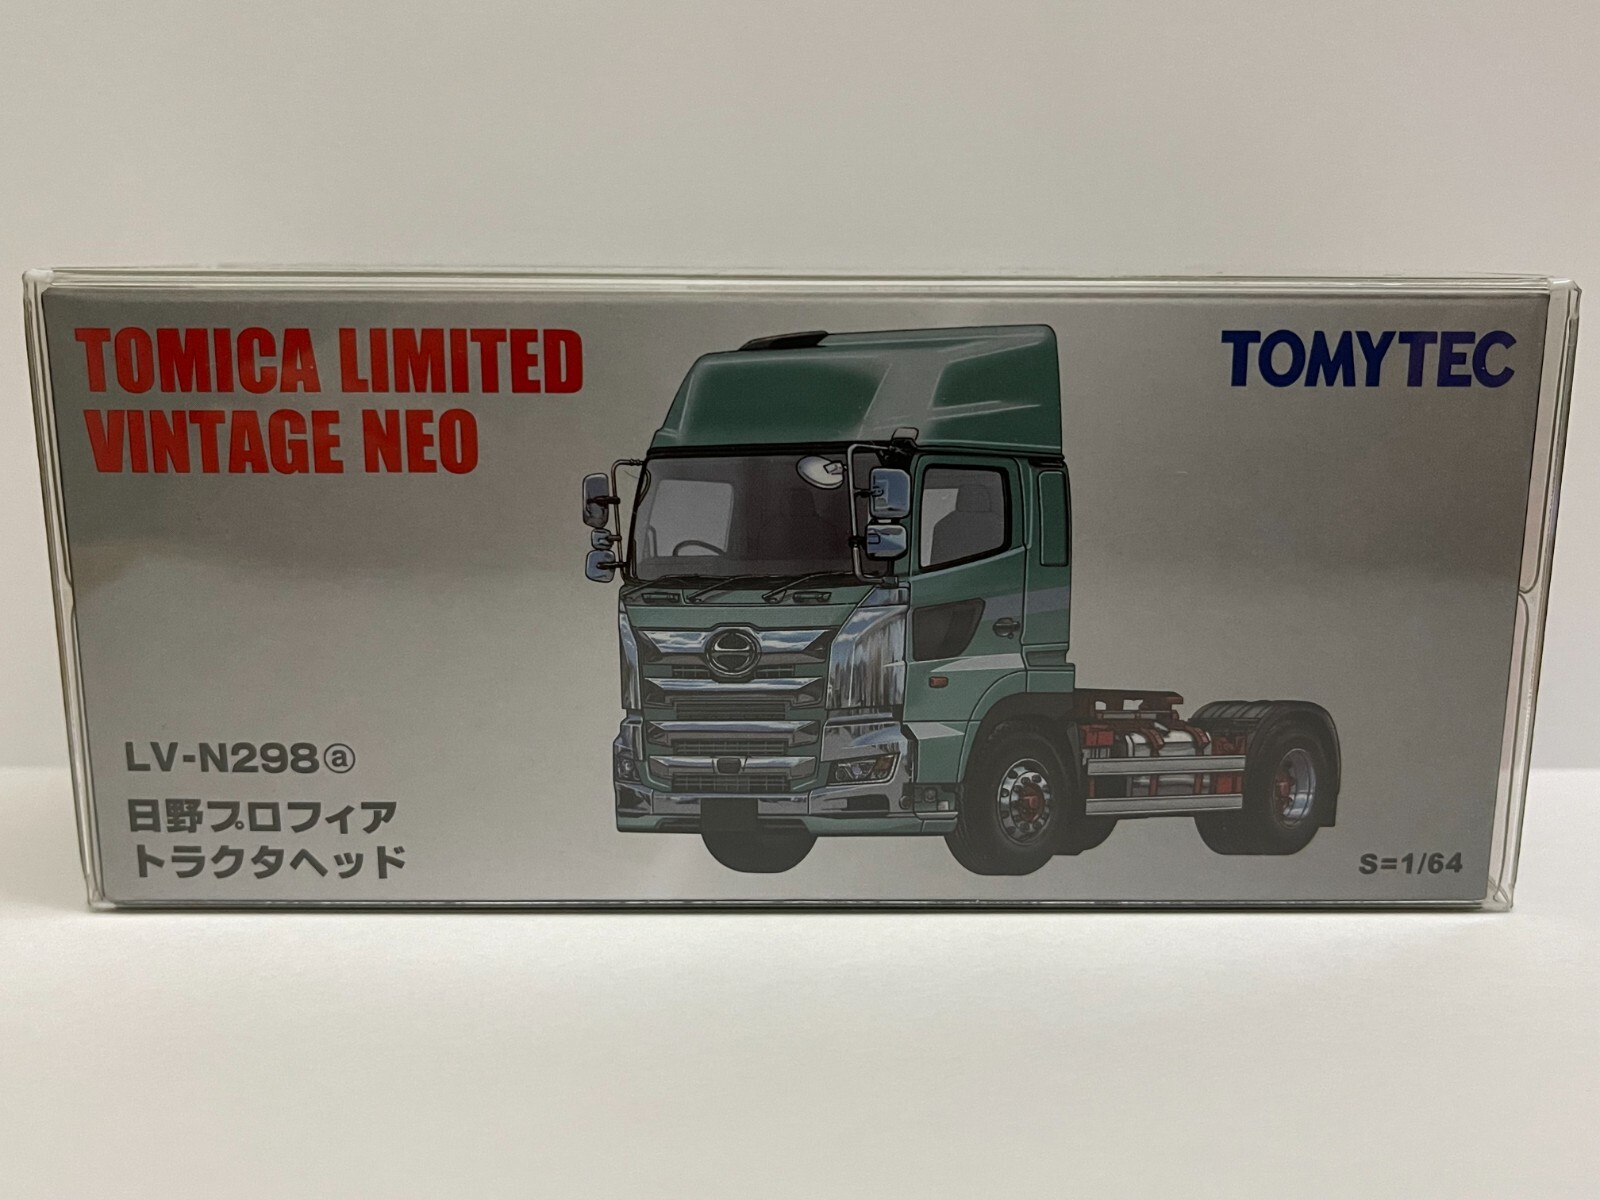 TOMICA LIMITED
VINTAGE NEO
TOMYTEC
LV-N298ⓐ
日野プロフィア
トラクタヘッド
S=1/64